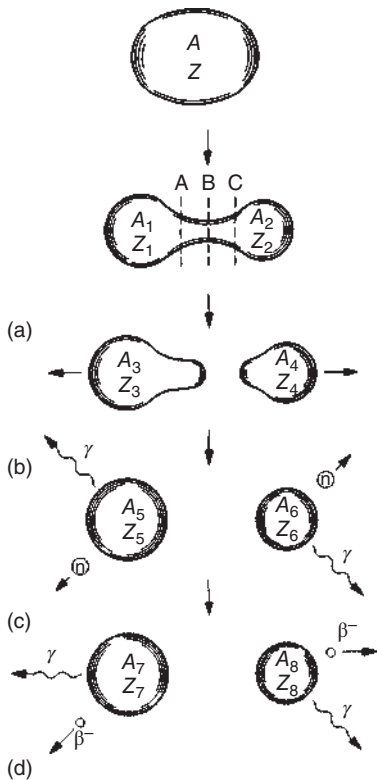 A
Z
A B C
A₁ A₂
Z₁ Z₂
(a)
A₃ A₄
Z₃ Z₄
γ
(b)
n
A₅ A₆
Z₅ Z₆
n
γ
(c)
β⁻
γ
A₇ A₈
Z₇ Z₈
β⁻
γ
(d)